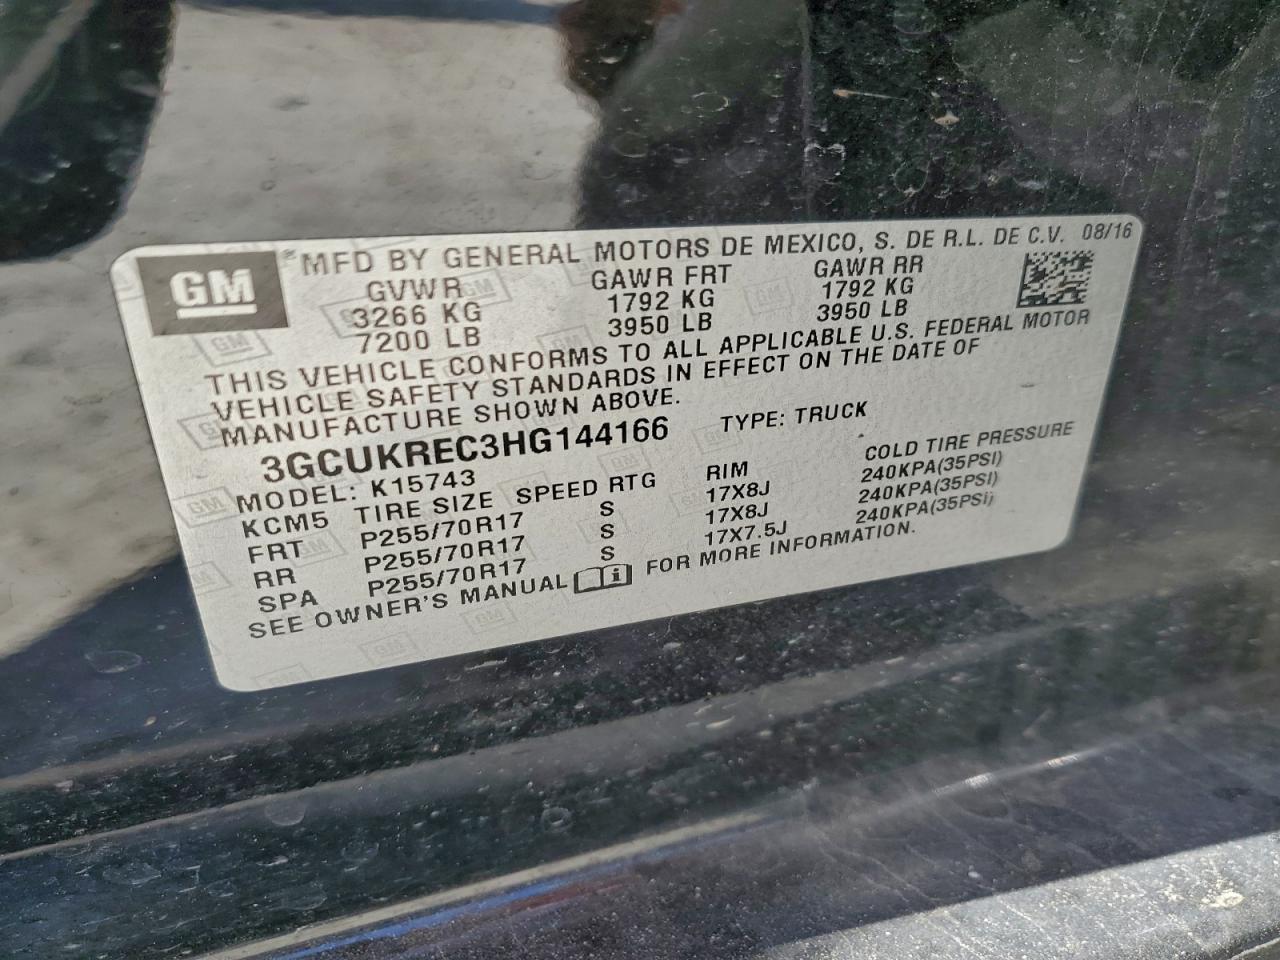 GM ® MFD BY GENERAL MOTORS DE MEXICO, S. DE R.L. DE C.V. 08/16
GVWR GAWR FRT GAWR RR
3266 KG 1792 KG 1792 KG
7200 LB 3950 LB 3950 LB
THIS VEHICLE CONFORMS TO ALL APPLICABLE U.S. FEDERAL MOTOR
VEHICLE SAFETY STANDARDS IN EFFECT ON THE DATE OF
MANUFACTURE SHOWN ABOVE.
3GCUKREC3HG144166 TYPE: TRUCK
MODEL: K15743
KCM5 TIRE SIZE SPEED RTG RIM COLD TIRE PRESSURE
FRT P255/70R17 S 17X8J 240KPA(35PSI)
RR P255/70R17 S 17X8J 240KPA(35PSI)
SPA P255/70R17 S 17X7.5J 240KPA(35PSI)
SEE OWNER'S MANUAL FOR MORE INFORMATION.